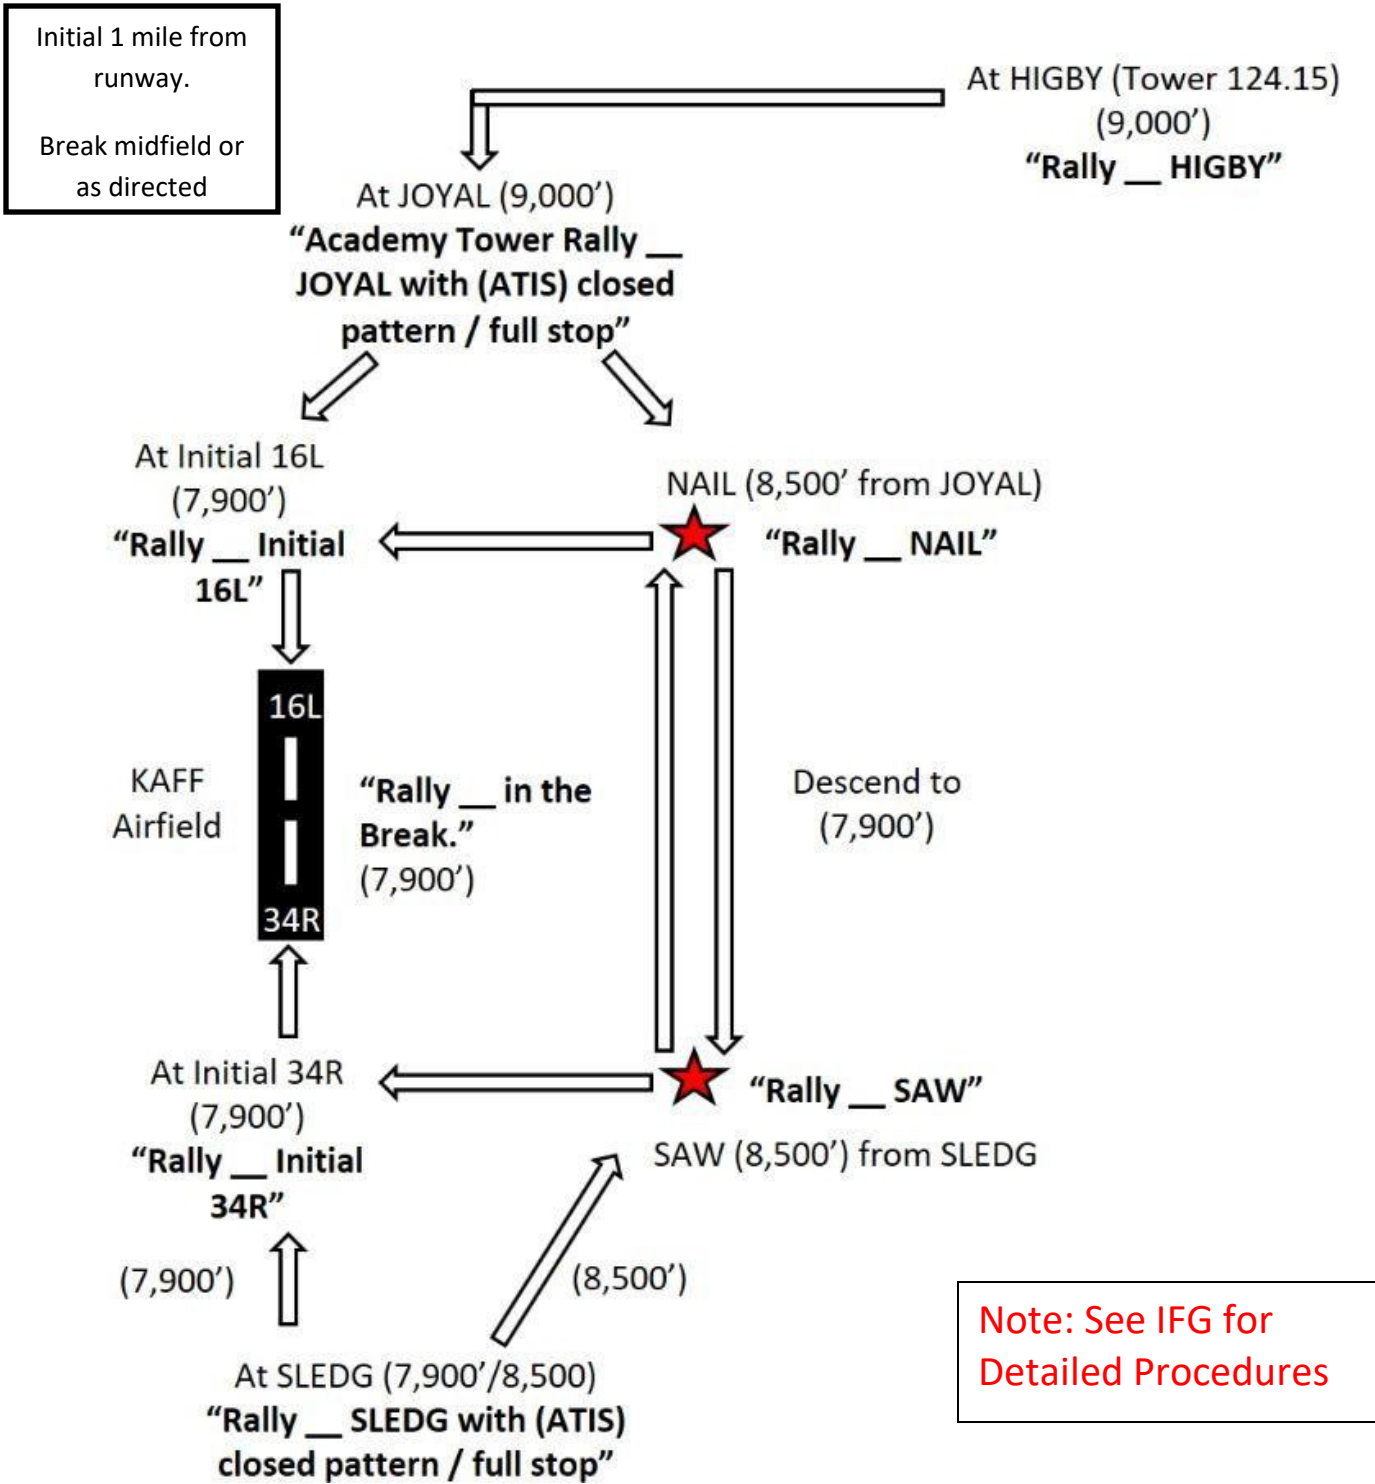 Initial 1 mile from
runway.
Break midfield or
as directed
At HIGBY (Tower 124.15)
(9,000’)
“Rally __ HIGBY”
At JOYAL (9,000’)
“Academy Tower Rally __
JOYAL with (ATIS) closed
pattern / full stop”
At Initial 16L
(7,900’)
“Rally __ Initial
16L”
NAIL (8,500’ from JOYAL)
“Rally __ NAIL”
16L
KAFF
Airfield
34R
“Rally __ in the
Break.”
(7,900’)
Descend to
(7,900’)
At Initial 34R
(7,900’)
“Rally __ Initial
34R”
“Rally __ SAW”
SAW (8,500’) from SLEDG
(7,900’)
(8,500’)
At SLEDG (7,900’/8,500)
“Rally __ SLEDG with (ATIS)
closed pattern / full stop”
Note: See IFG for
Detailed Procedures